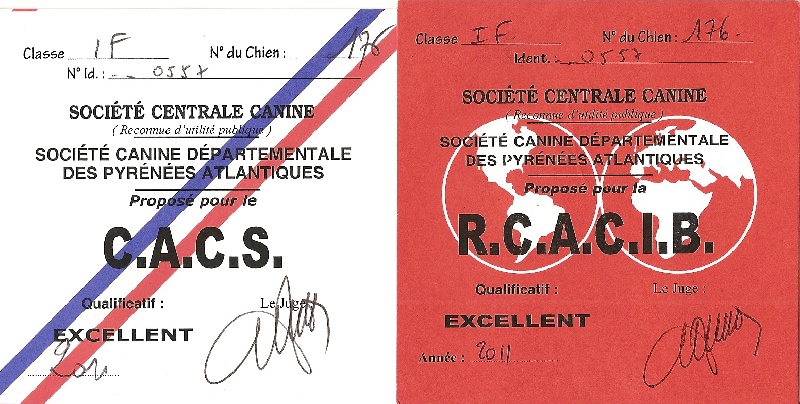 Classe IF N° du Chien : 176
N° Id. : 0557
SOCIÉTÉ CENTRALE CANINE
( Reconnue d'utilité publique )
SOCIÉTÉ CANINE DÉPARTEMENTALE
DES PYRÉNÉES ATLANTIQUES
Proposé pour le
C.A.C.S.
Qualificatif : Le Juge :
EXCELLENT
Classe IF N° du Chien : 176
Ident. 0557
SOCIÉTÉ CENTRALE CANINE
( Reconnue d'utilité publique )
SOCIÉTÉ CANINE DÉPARTEMENTALE
DES PYRÉNÉES ATLANTIQUES
Proposé pour la
R.C.A.C.I.B.
Qualificatif : Le Juge :
EXCELLENT
Année : 2011